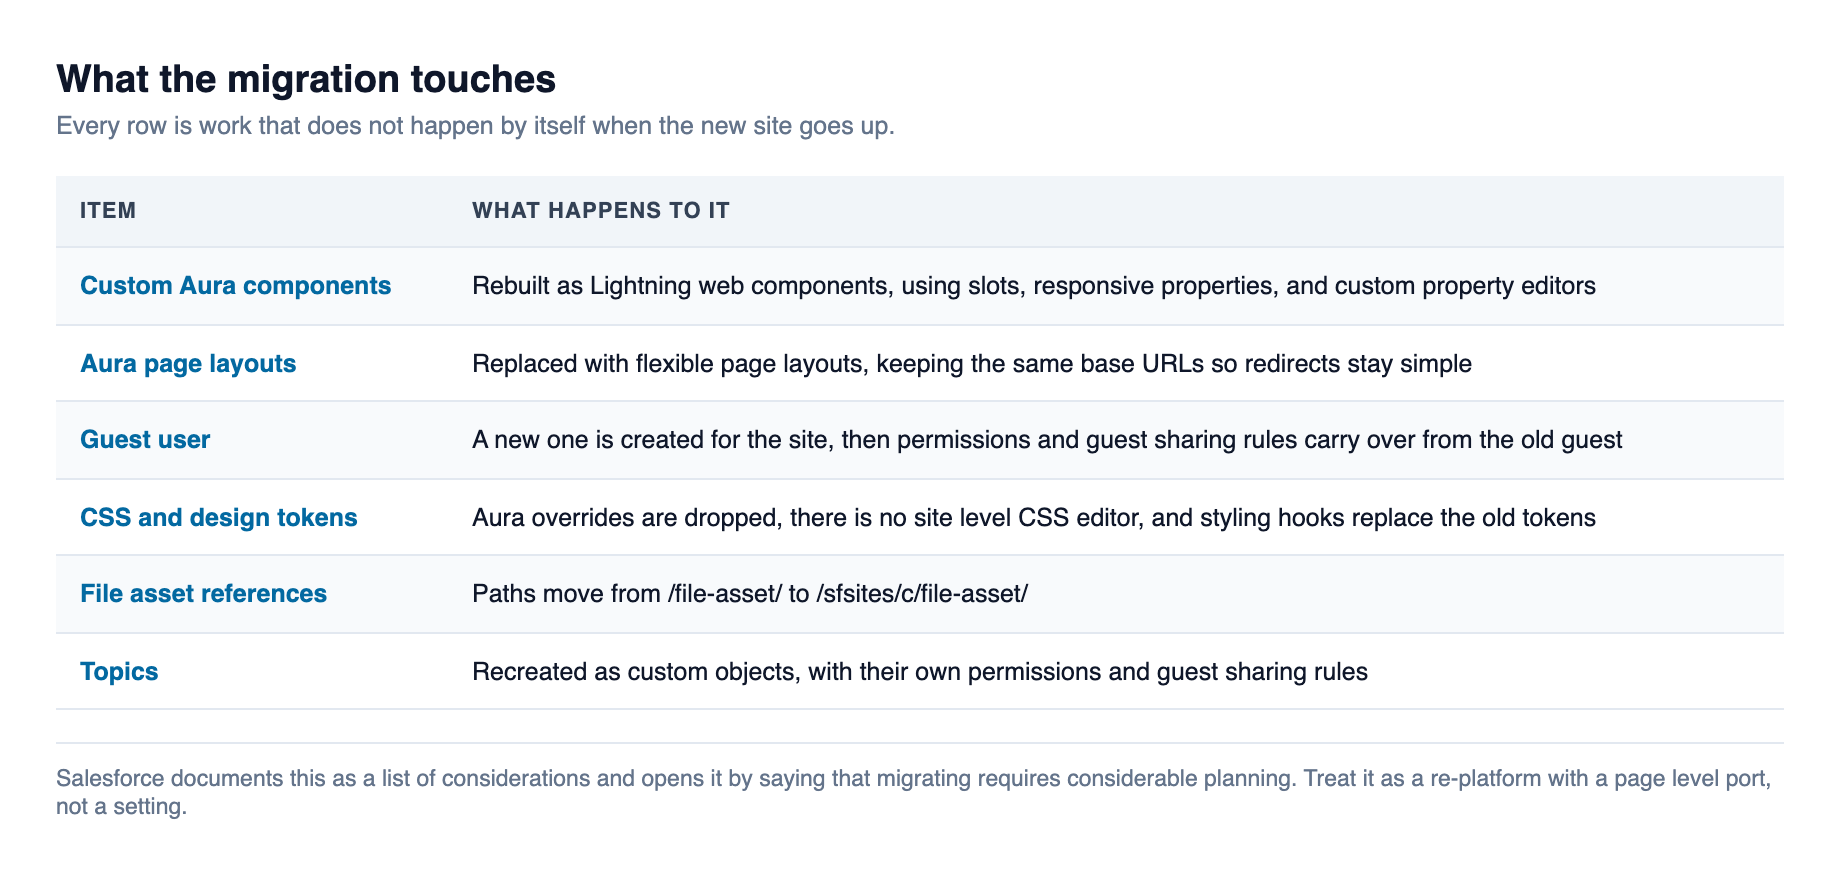 What the migration touches
Every row is work that does not happen by itself when the new site goes up.
ITEM WHAT HAPPENS TO IT
Custom Aura components Rebuilt as Lightning web components, using slots, responsive properties, and custom property editors
Aura page layouts Replaced with flexible page layouts, keeping the same base URLs so redirects stay simple
Guest user A new one is created for the site, then permissions and guest sharing rules carry over from the old guest
CSS and design tokens Aura overrides are dropped, there is no site level CSS editor, and styling hooks replace the old tokens
File asset references Paths move from /file-asset/ to /sfsites/c/file-asset/
Topics Recreated as custom objects, with their own permissions and guest sharing rules
Salesforce documents this as a list of considerations and opens it by saying that migrating requires considerable planning. Treat it as a re-platform with a page level port,
not a setting.